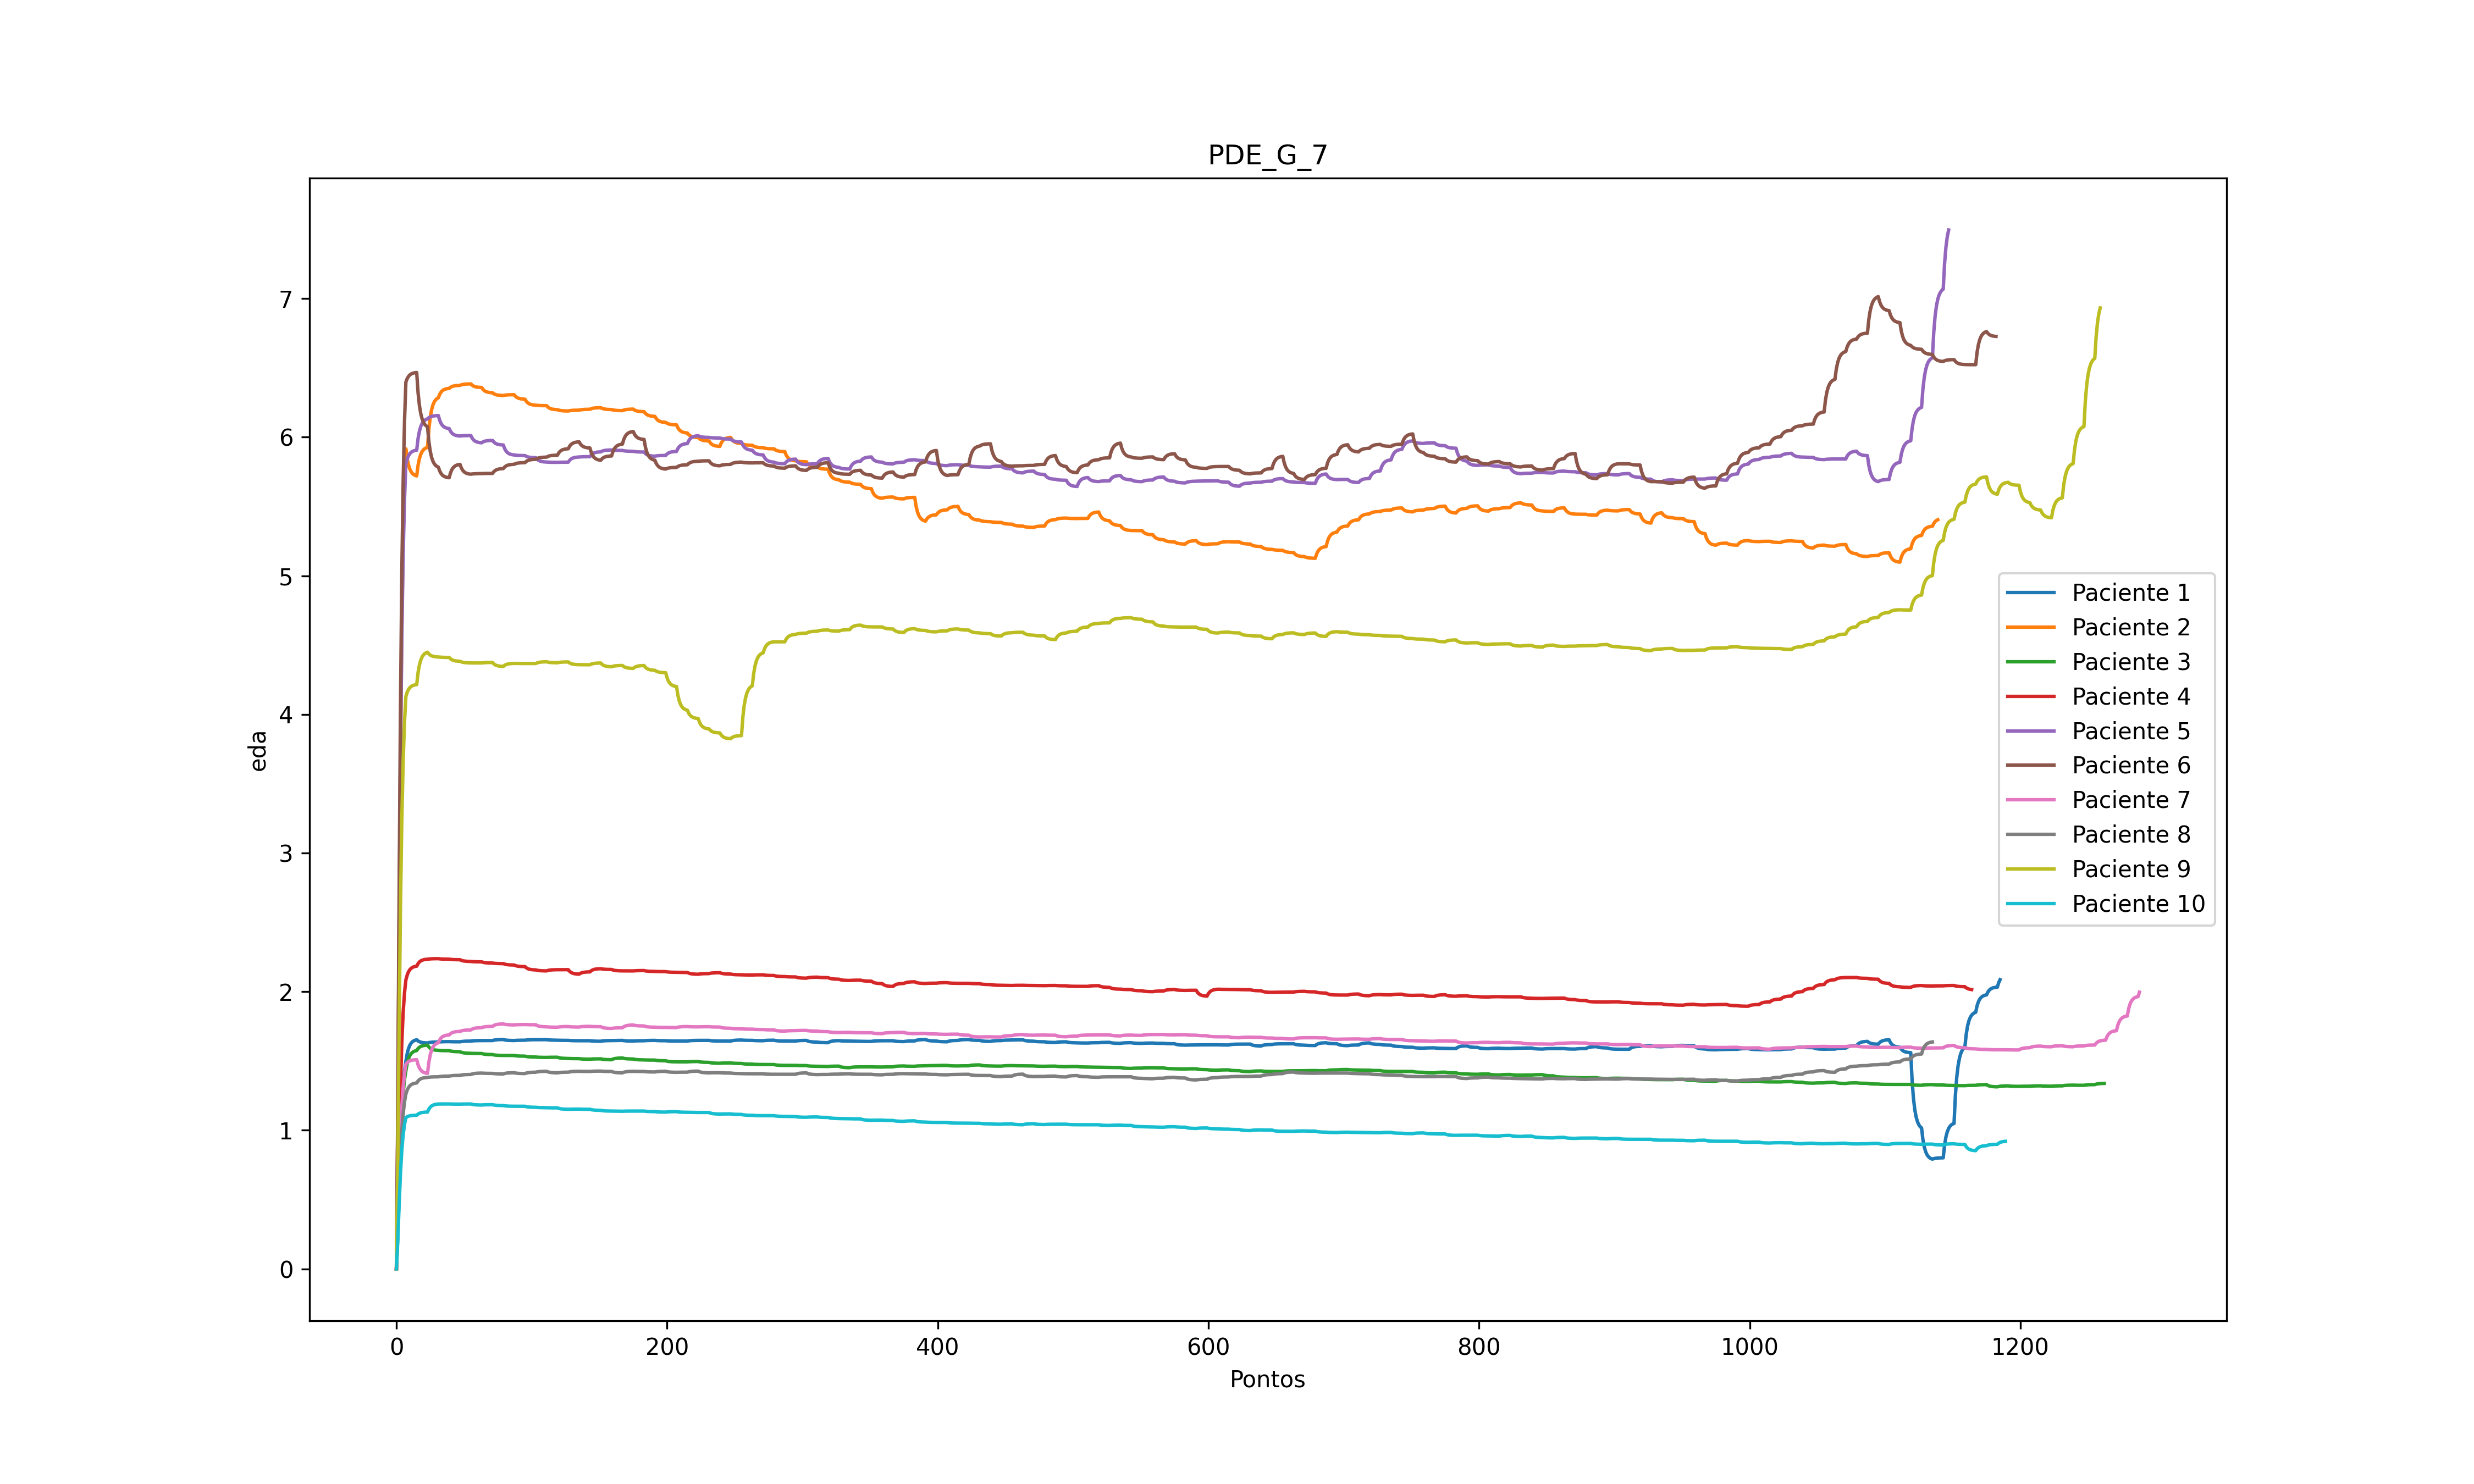 PDE_G_7
7
6
5
4
3
2
1
0
eda
0 200 400 600 800 1000 1200
Pontos
Paciente 1
Paciente 2
Paciente 3
Paciente 4
Paciente 5
Paciente 6
Paciente 7
Paciente 8
Paciente 9
Paciente 10